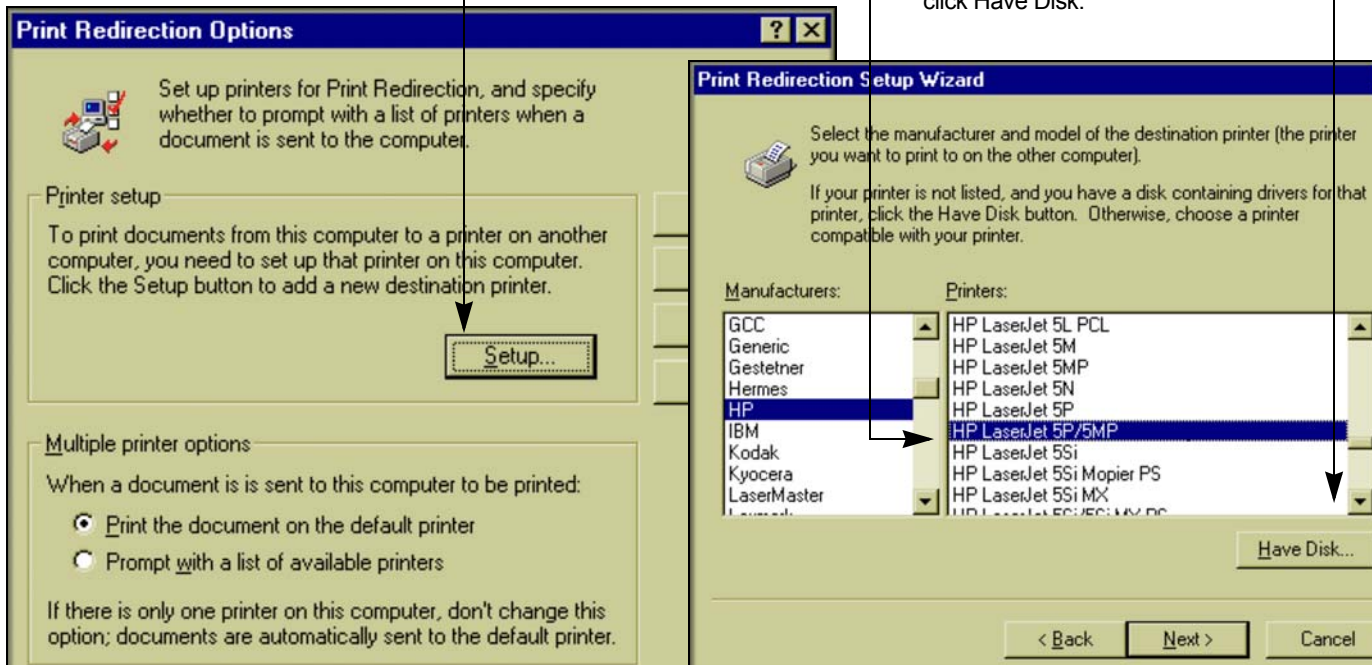 click Have Disk.
Print Redirection Options
Set up printers for Print Redirection, and specify
whether to prompt with a list of printers when a
document is sent to the computer.
Printer setup
To print documents from this computer to a printer on another
computer, you need to set up that printer on this computer.
Click the Setup button to add a new destination printer.
Setup...
Multiple printer options
When a document is is sent to this computer to be printed:
Print the document on the default printer
Prompt with a list of available printers
If there is only one printer on this computer, don't change this
option; documents are automatically sent to the default printer.
Print Redirection Setup Wizard
Select the manufacturer and model of the destination printer (the printer
you want to print to on the other computer).
If your printer is not listed, and you have a disk containing drivers for that
printer, click the Have Disk button. Otherwise, choose a printer
compatible with your printer.
Manufacturers:
GCC
Generic
Gestetner
Hermes
HP
IBM
Kodak
Kyocera
LaserMaster
Printers:
HP LaserJet 5L PCL
HP LaserJet 5M
HP LaserJet 5MP
HP LaserJet 5N
HP LaserJet 5P
HP LaserJet 5P/5MP
HP LaserJet 5Si
HP LaserJet 5Si Mopier PS
HP LaserJet 5Si MX
Have Disk...
< Back
Next >
Cancel